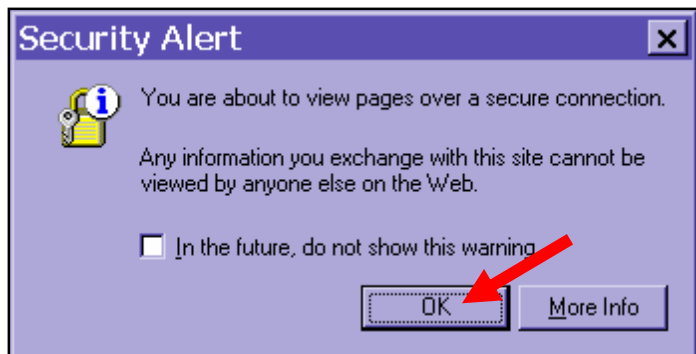 Security Alert
You are about to view pages over a secure connection.
Any information you exchange with this site cannot be
viewed by anyone else on the Web.
In the future, do not show this warning
OK
More Info